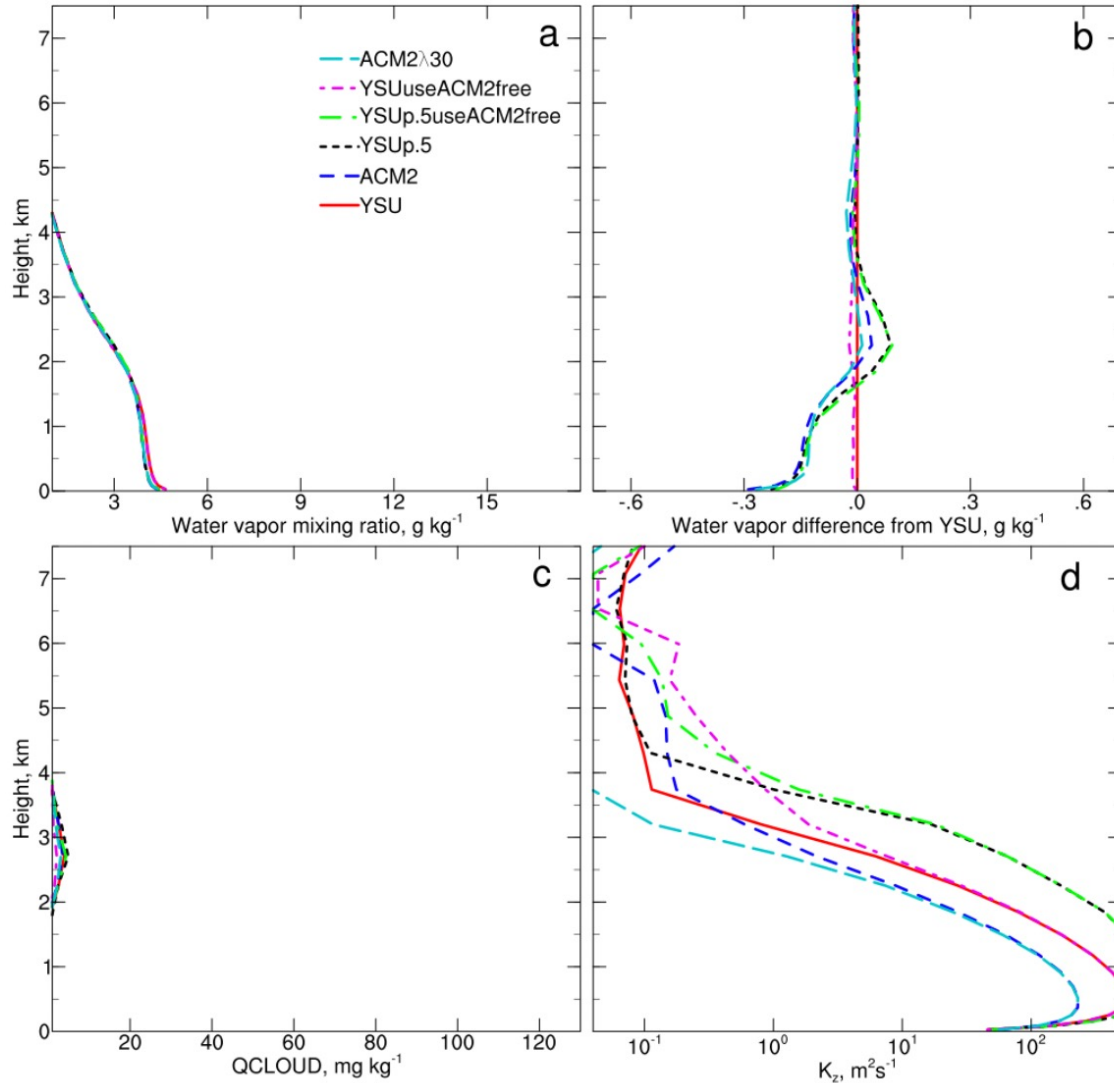 a
7
6
5
4
3
2
1
0
Height, km
ACM2λ30
YSUuseACM2free
YSUp.5useACM2free
YSUp.5
ACM2
YSU
3
6
9
12
15
Water vapor mixing ratio, g kg⁻¹
b
-.6
-.3
.0
.3
.6
Water vapor difference from YSU, g kg⁻¹
c
7
6
5
4
3
2
1
0
Height, km
20
40
60
80
100
120
QCLOUD, mg kg⁻¹
d
10⁻¹
10⁰
10¹
10²
K_z, m²s⁻¹